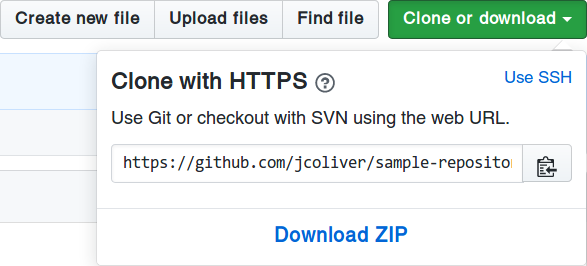 Create new file Upload files Find file Clone or download
Clone with HTTPS Use SSH
Use Git or checkout with SVN using the web URL.
https://github.com/jcoliver/sample-reposito
Download ZIP